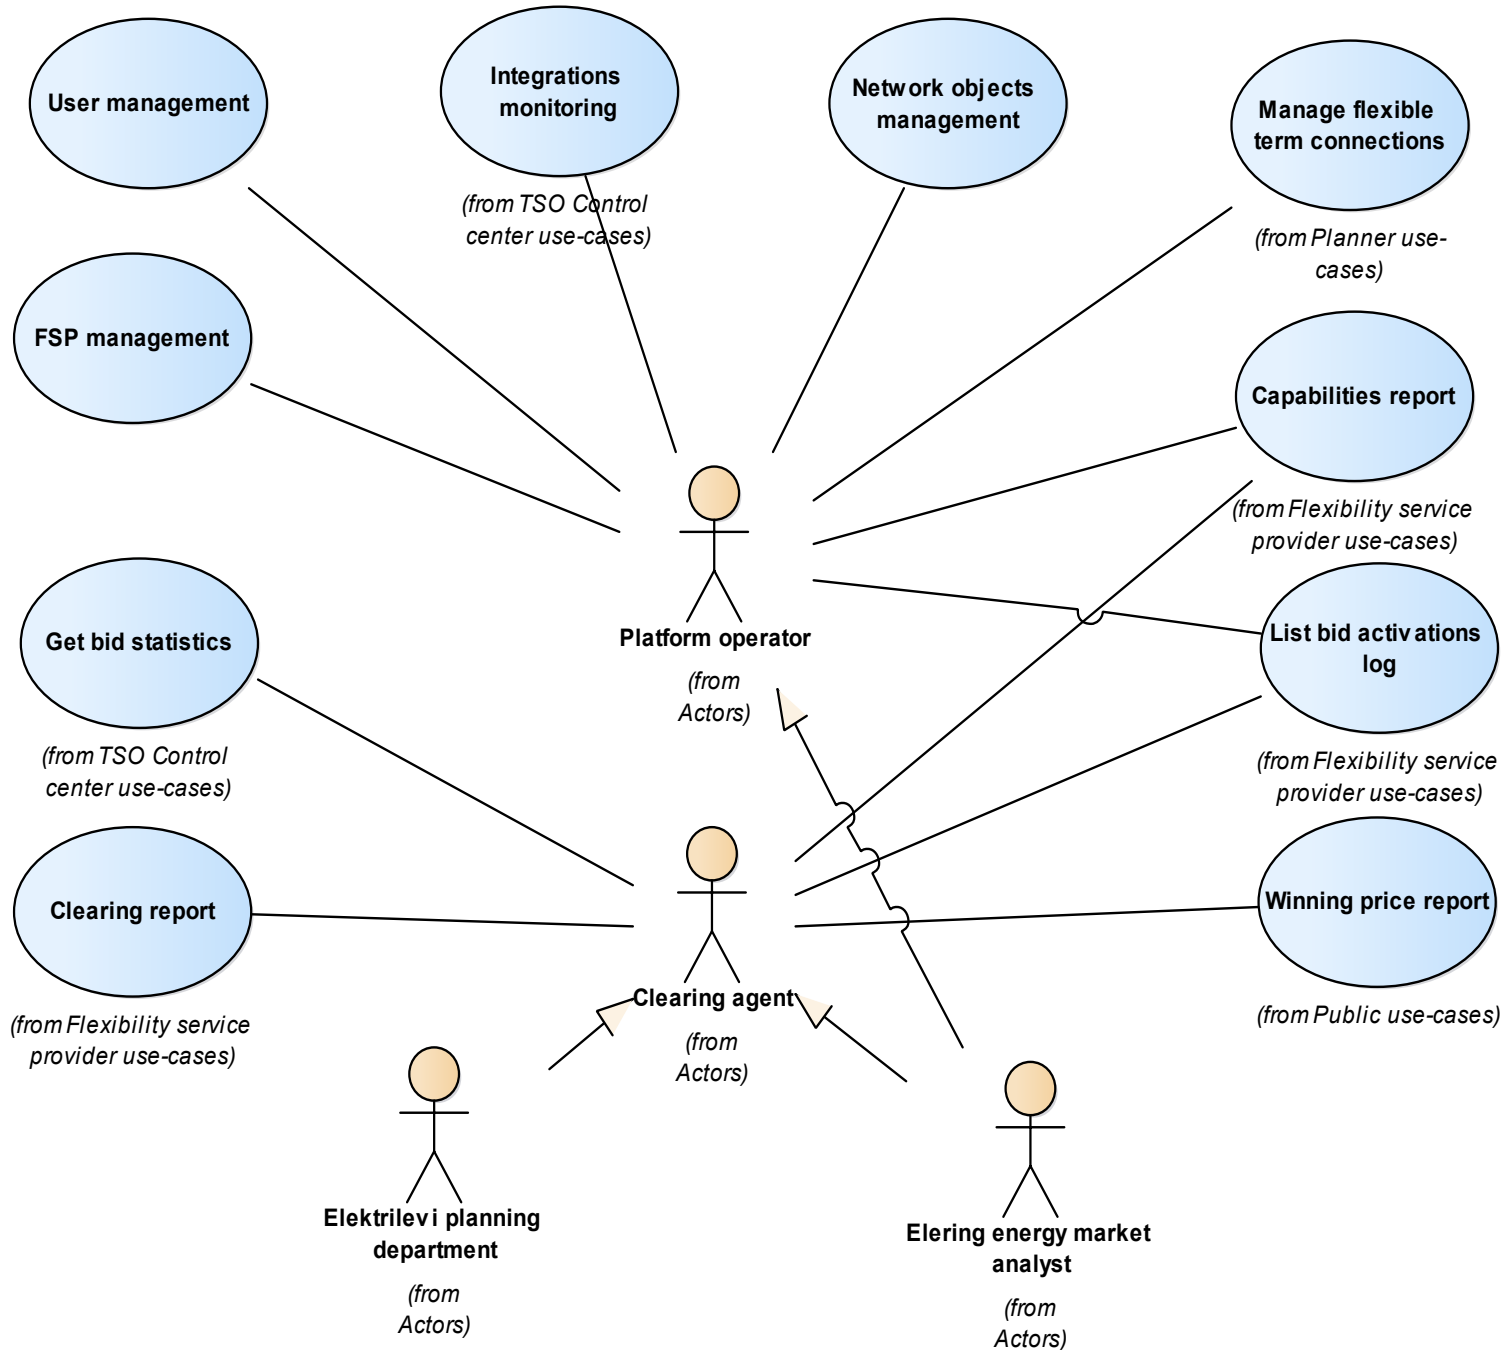 User management
Integrations
monitoring
(from TSO Control
center use-cases)
Network objects
management
Manage flexible
term connections
(from Planner use-
cases)
FSP management
Capabilities report
(from Flexibility service
provider use-cases)
Platform operator
(from
Actors)
Get bid statistics
(from TSO Control
center use-cases)
List bid activations
log
(from Flexibility service
provider use-cases)
Clearing report
(from Flexibility service
provider use-cases)
Clearing agent
(from
Actors)
Winning price report
(from Public use-cases)
Elektrilevi planning
department
(from
Actors)
Elering energy market
analyst
(from
Actors)